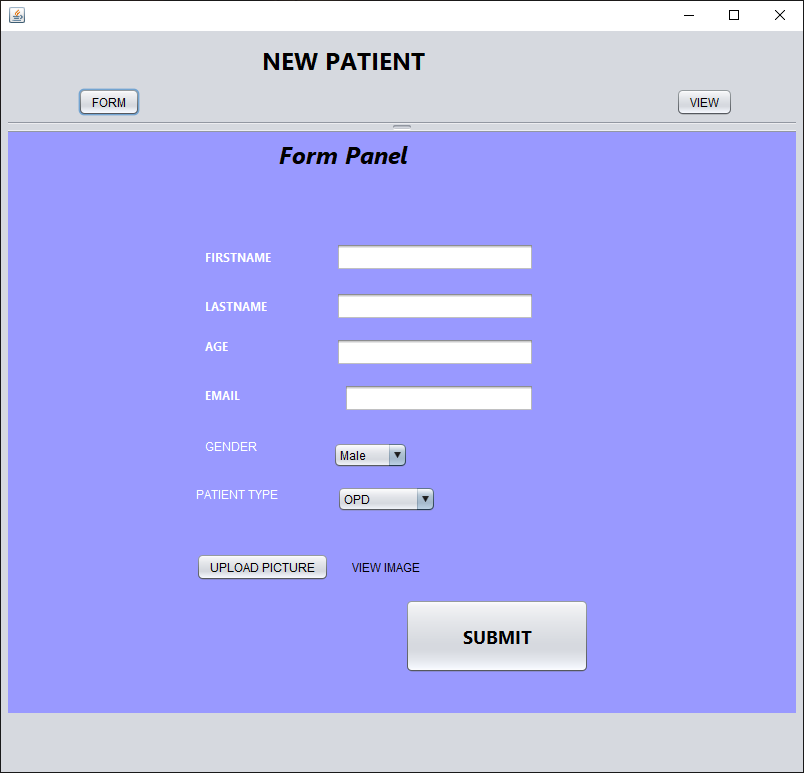 NEW PATIENT
FORM VIEW
Form Panel
FIRSTNAME
LASTNAME
AGE
EMAIL
GENDER Male
PATIENT TYPE OPD
UPLOAD PICTURE VIEW IMAGE
SUBMIT